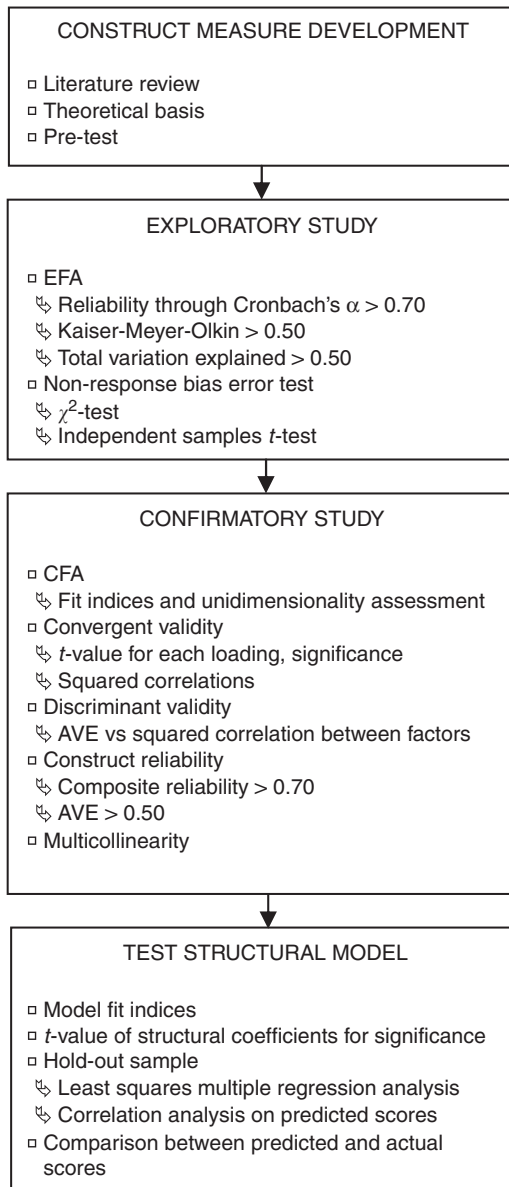 CONSTRUCT MEASURE DEVELOPMENT
▫ Literature review
▫ Theoretical basis
▫ Pre-test
EXPLORATORY STUDY
▫ EFA
↳ Reliability through Cronbach's α > 0.70
↳ Kaiser-Meyer-Olkin > 0.50
↳ Total variation explained > 0.50
▫ Non-response bias error test
↳ χ²-test
↳ Independent samples t-test
CONFIRMATORY STUDY
▫ CFA
↳ Fit indices and unidimensionality assessment
▫ Convergent validity
↳ t-value for each loading, significance
↳ Squared correlations
▫ Discriminant validity
↳ AVE vs squared correlation between factors
▫ Construct reliability
↳ Composite reliability > 0.70
↳ AVE > 0.50
▫ Multicollinearity
TEST STRUCTURAL MODEL
▫ Model fit indices
▫ t-value of structural coefficients for significance
▫ Hold-out sample
↳ Least squares multiple regression analysis
↳ Correlation analysis on predicted scores
▫ Comparison between predicted and actual
scores